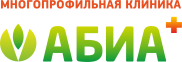 МНОГОПРОФИЛЬНАЯ КЛИНИКА
АБИА+